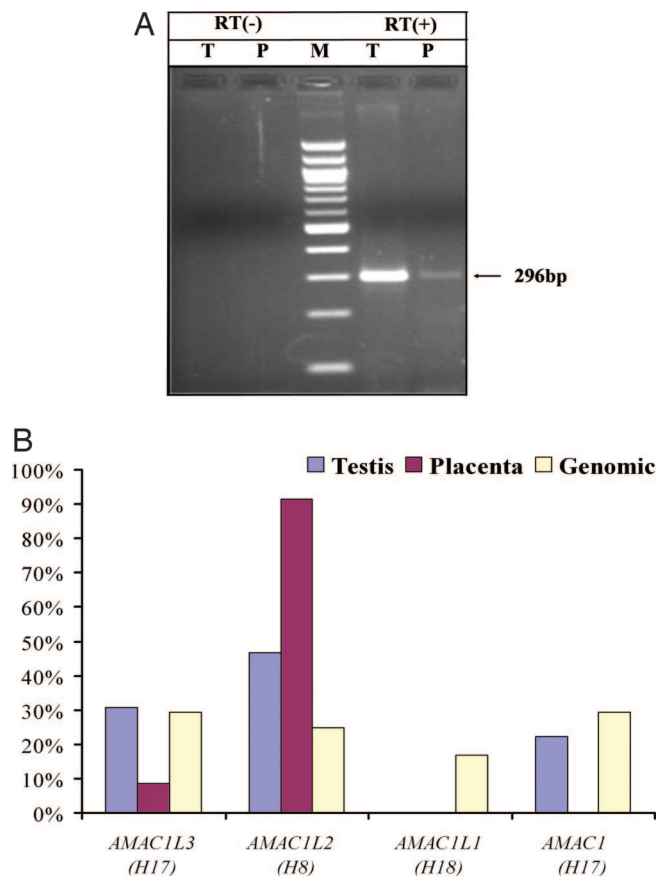 A
RT(-) RT(+)
T P M T P
296bp
B
Testis Placenta Genomic
100%
90%
80%
70%
60%
50%
40%
30%
20%
10%
0%
AMAC1L3 AMAC1L2 AMAC1L1 AMAC1
(H17) (H8) (H18) (H17)